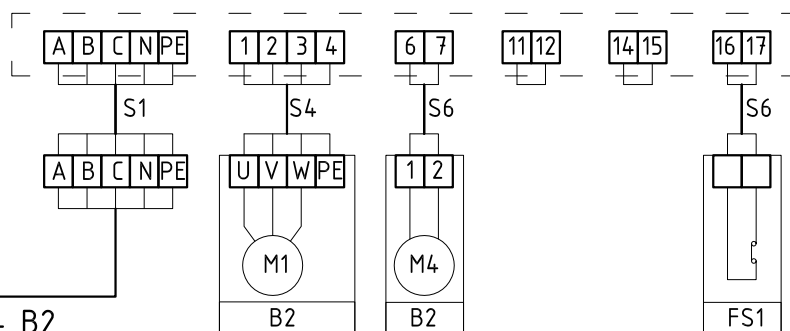 A B C N PE 1 2 3 4 6 7 11 12 14 15 16 17
S1 S4 S6 S6
A B C N PE U V W PE 1 2
M1 M4
B2 B2 B2 FS1